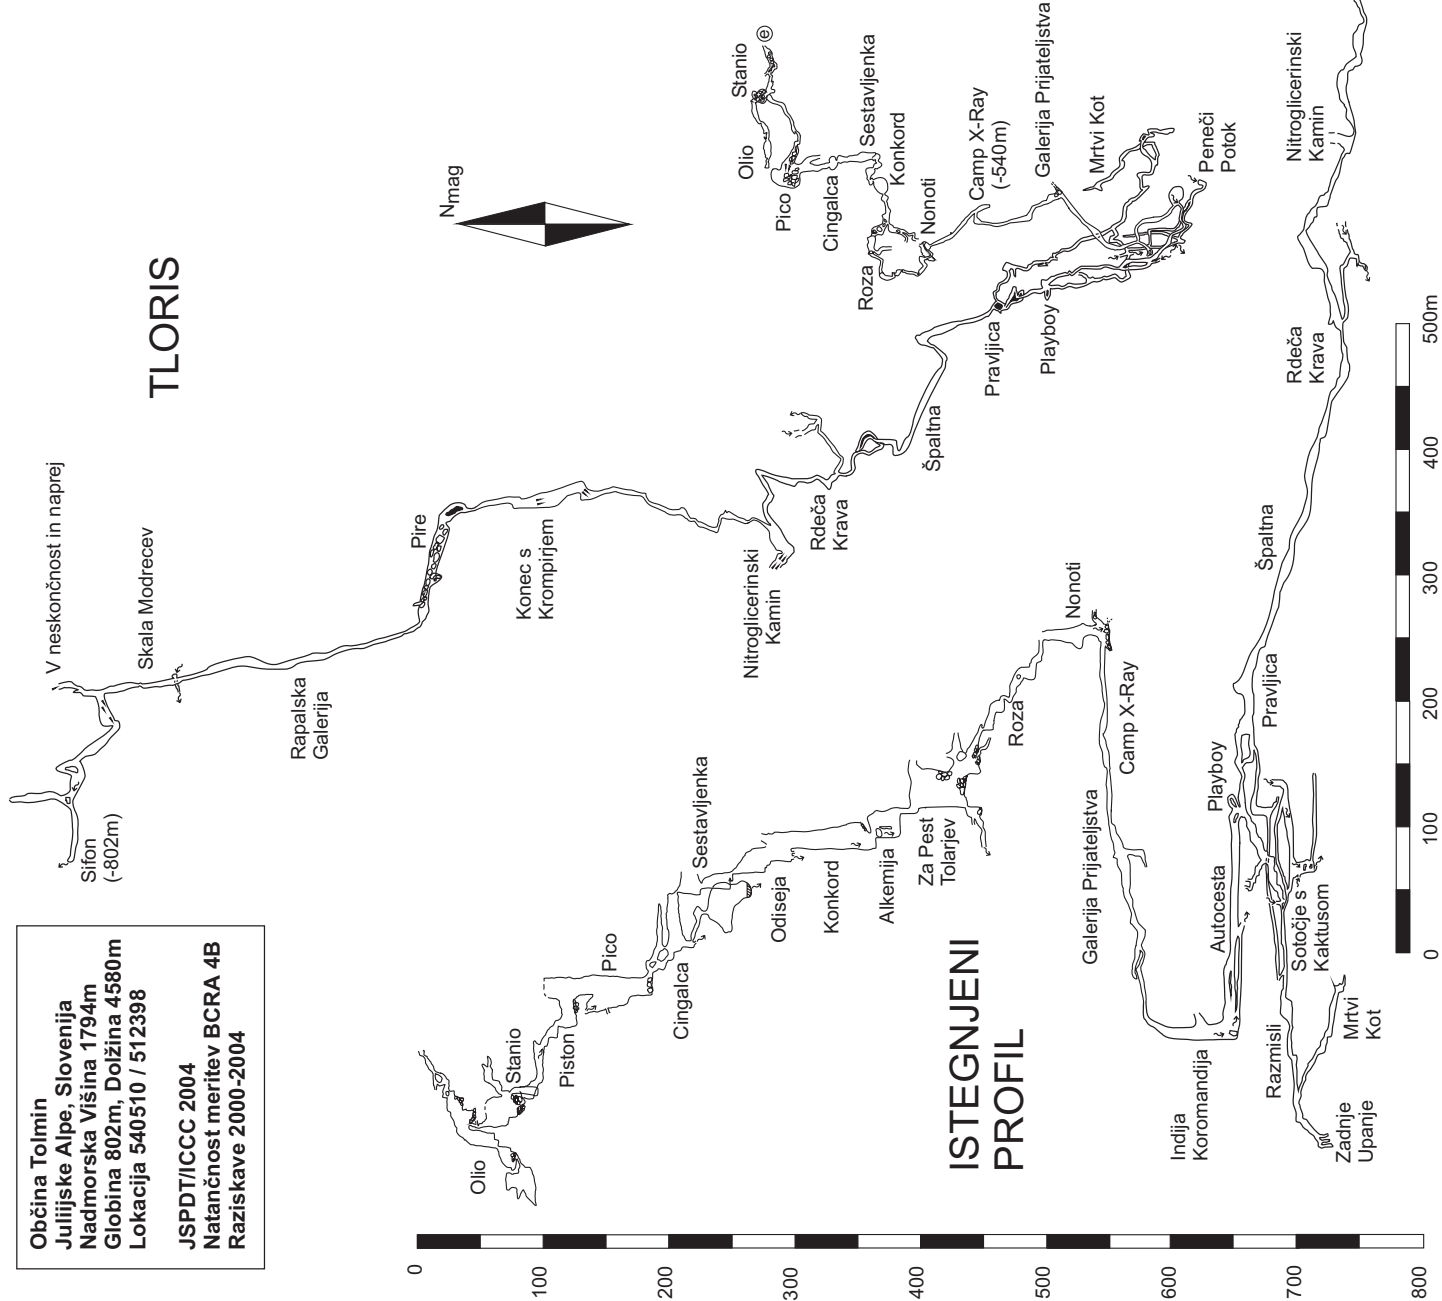 Občina Tolmin
Julijske Alpe, Slovenija
Nadmorska Višina 1794m
Globina 802m, Dolžina 4580m
Lokacija 540510 / 512398
JSPDT/ICCC 2004
Natančnost meritev BCRA 4B
Raziskave 2000-2004
TLORIS
Nmag
V neskončnost in naprej
Skala Modrecev
Sifon
(-802m)
Rapalska
Galerija
Pire
Konec s
Krompirjem
Nitroglicerinski
Kamin
Rdeča
Krava
Špaltna
Pravljica
Playboy
Stanio
e
Olio
Pico
Cingalca
Sestavljenka
Konkord
Roza
Nonoti
Camp X-Ray
(-540m)
Galerija Prijateljstva
Mrtvi Kot
Peneči
Potok
ISTEGNJENI
PROFIL
Olio
Stanio
Piston
Pico
Cingalca
Sestavljenka
Odiseja
Konkord
Alkemija
Za Pest
Tolarjev
Roza
Nonoti
Camp X-Ray
Galerija Prijateljstva
Indija
Koromandija
Autocesta
Playboy
Pravljica
Razmisli
Sotočje s
Kaktusom
Mrtvi
Kot
Zadnje
Upanje
Špaltna
Rdeča
Krava
Nitroglicerinski
Kamin
0
100
200
300
400
500
600
700
800
0
100
200
300
400
500m